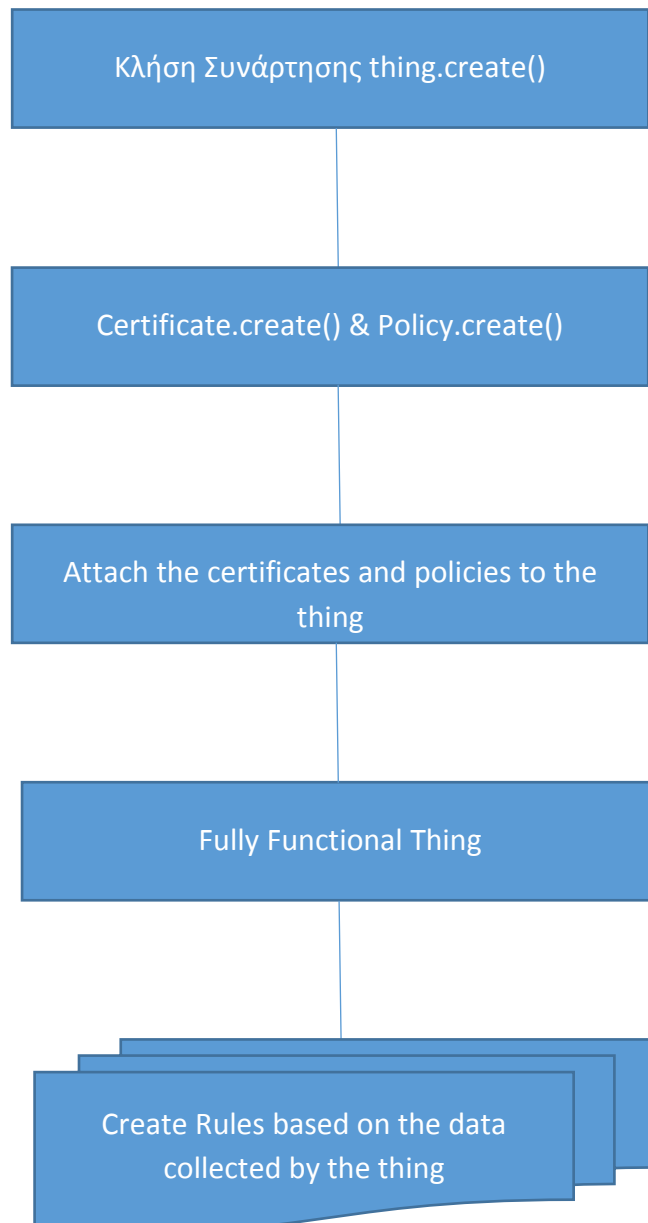 Κλήση Συνάρτησης thing.create()
Certificate.create() & Policy.create()
Attach the certificates and policies to the
thing
Fully Functional Thing
Create Rules based on the data
collected by the thing